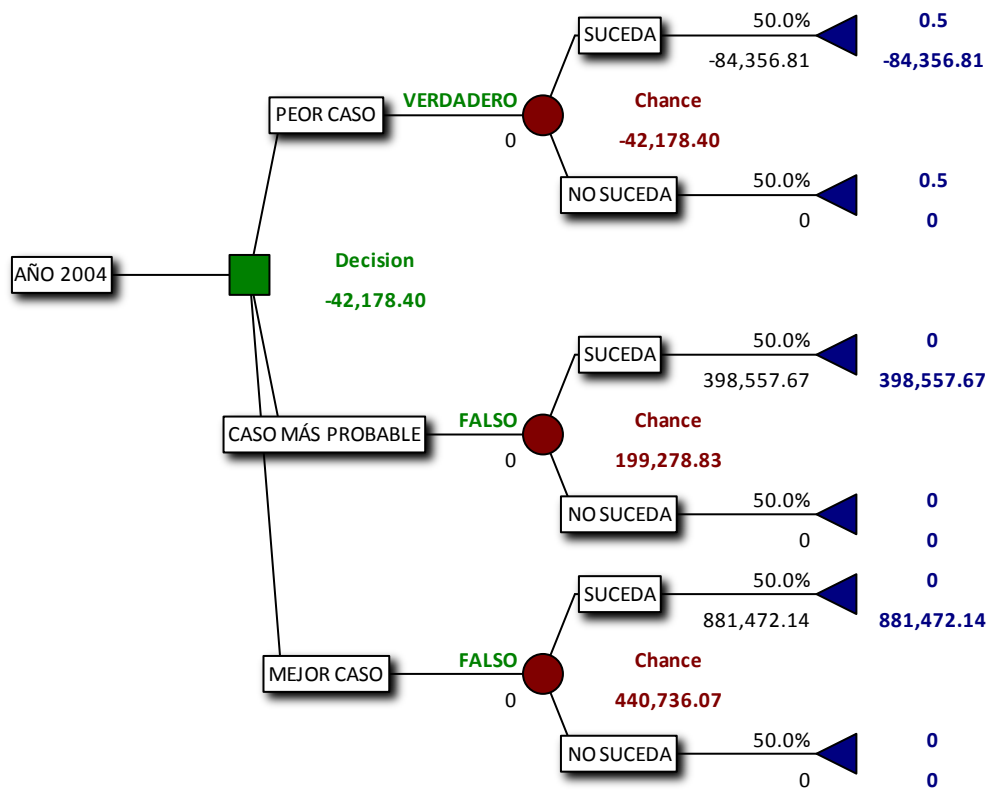 50.0% 0.5
SUCEDA
-84,356.81 -84,356.81
VERDADERO Chance
PEOR CASO
0 -42,178.40
50.0% 0.5
NO SUCEDA
0 0
Decision
AÑO 2004
-42,178.40
50.0% 0
SUCEDA
398,557.67 398,557.67
FALSO Chance
CASO MÁS PROBABLE
0 199,278.83
50.0% 0
NO SUCEDA
0 0
50.0% 0
SUCEDA
881,472.14 881,472.14
FALSO Chance
MEJOR CASO
0 440,736.07
50.0% 0
NO SUCEDA
0 0